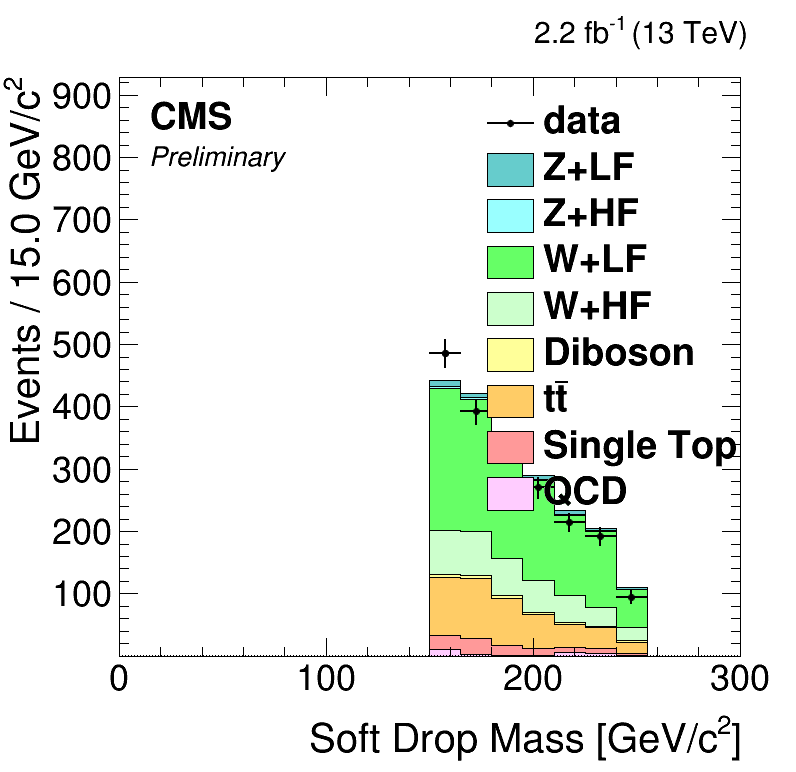 2.2 fb⁻¹ (13 TeV)
Events / 15.0 GeV/c²
900
800
700
600
500
400
300
200
100
CMS
Preliminary
data
Z+LF
Z+HF
W+LF
W+HF
Diboson
tt̄
Single Top
QCD
0 100 200 300
Soft Drop Mass [GeV/c²]